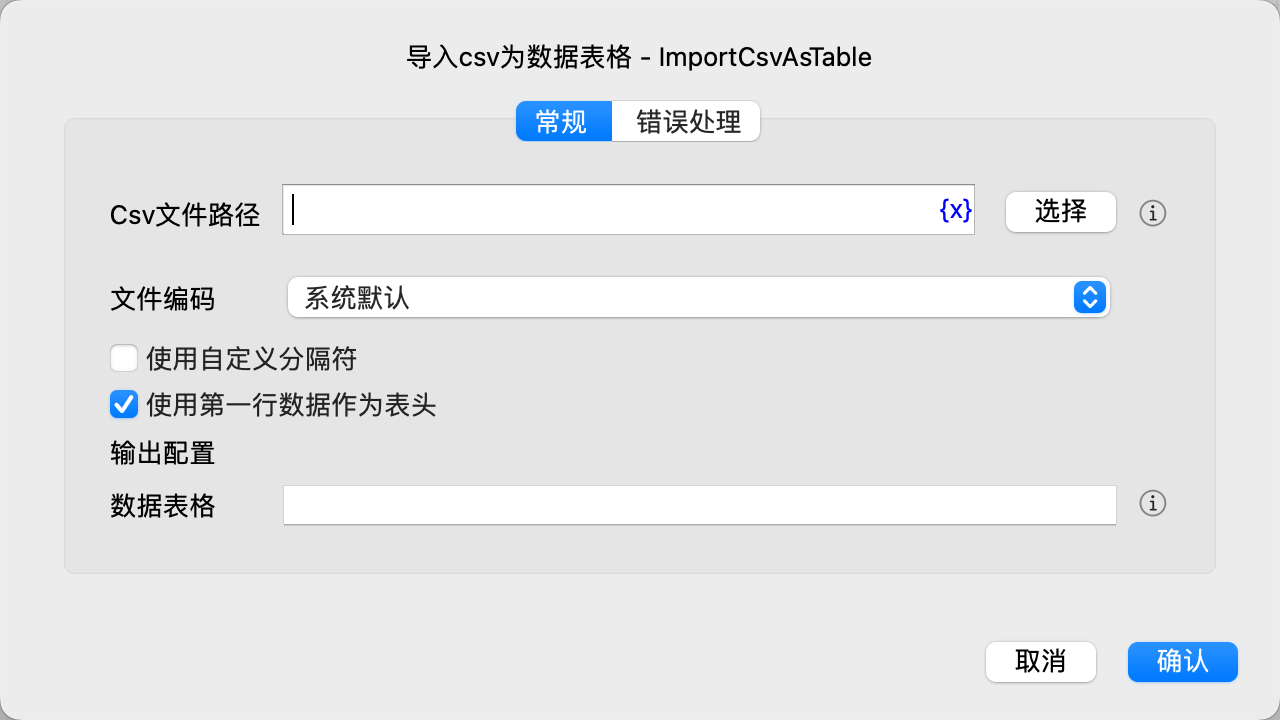 导入csv为数据表格 - ImportCsvAsTable
常规 错误处理
Csv文件路径 {x} 选择
文件编码 系统默认
使用自定义分隔符
使用第一行数据作为表头
输出配置
数据表格
取消 确认